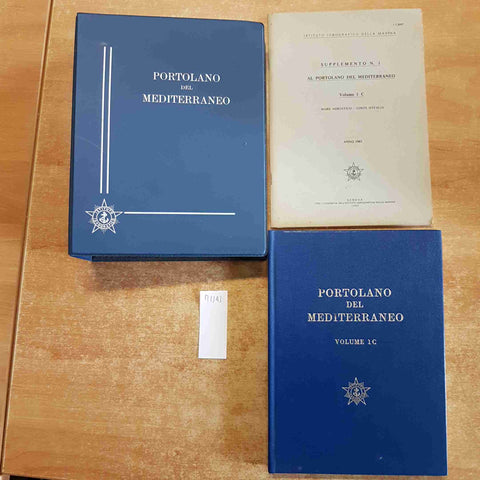 PORTOLANO
DEL
MEDITERRANEO
ISTITUTO IDROGRAFICO DELLA MARINA
SUPPLEMENTO N. 1
AL PORTOLANO DEL MEDITERRANEO
Volume 1 C
GENOVA
PORTOLANO
DEL
MEDITERRANEO
VOLUME 1C